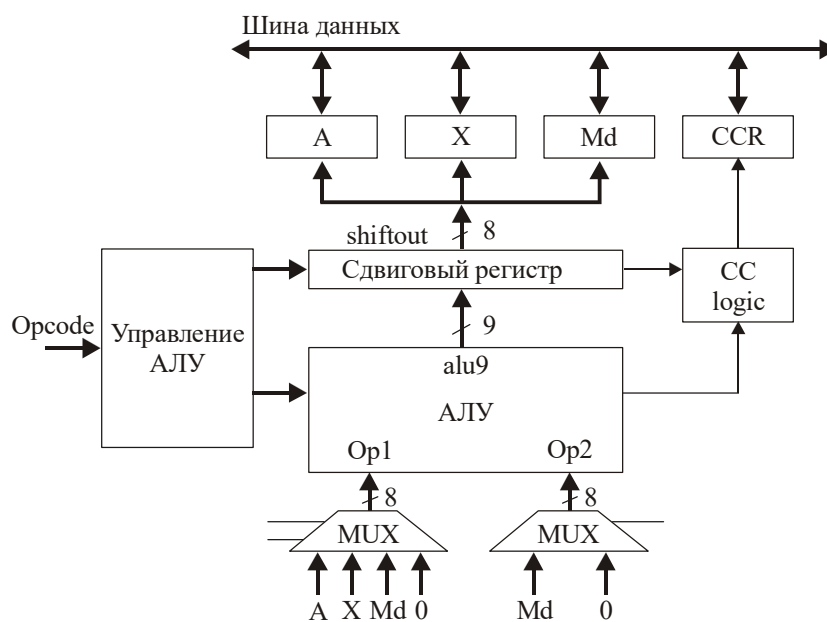 Шина данных
A X Md CCR
shiftout 8
Сдвиговый регистр
CC
logic
9
Opcode
Управление
АЛУ
alu9
АЛУ
Op1 Op2
8 8
MUX MUX
A X Md 0 Md 0